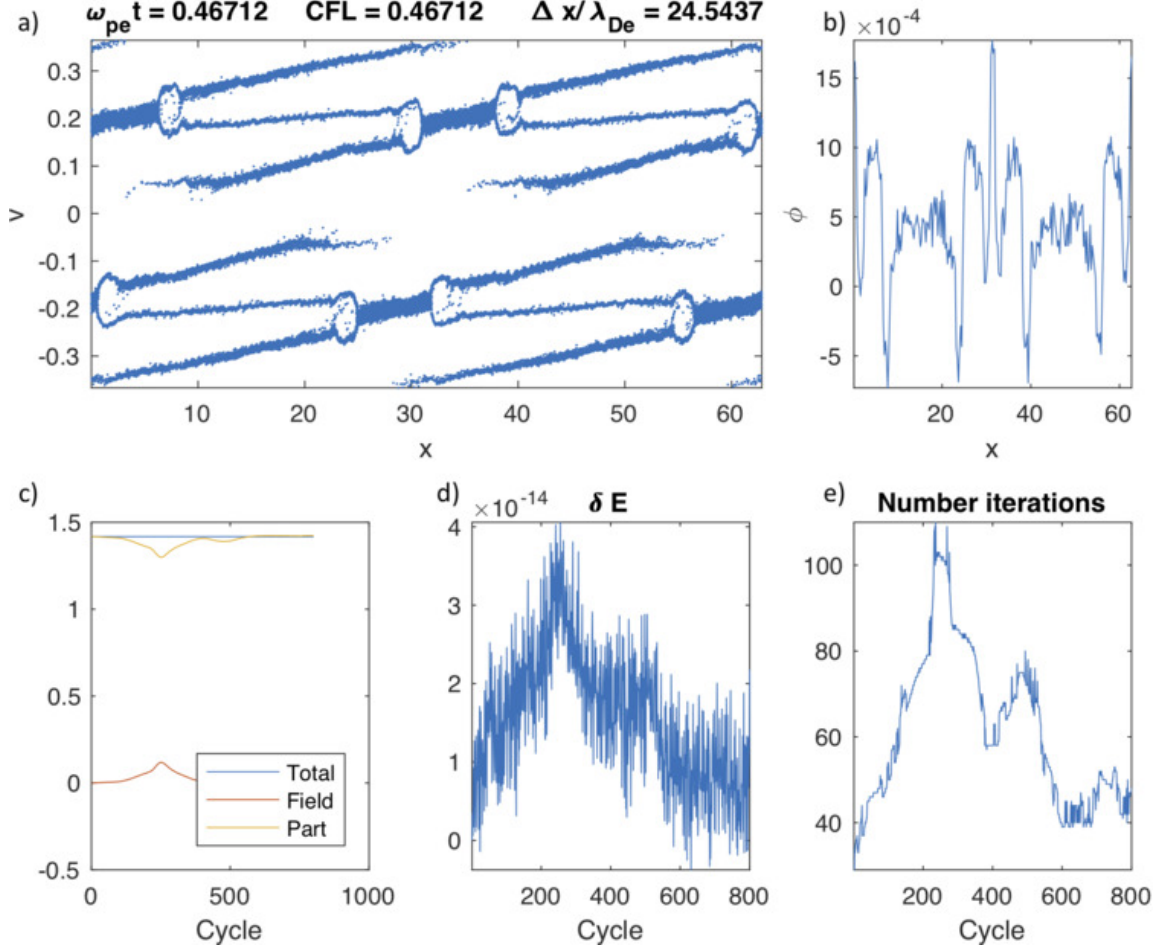 a) ω_pe t = 0.46712 CFL = 0.46712 Δ x/ λ_De = 24.5437
0.3
0.2
0.1
0
-0.1
-0.2
-0.3
v
10 20 30 40 50 60
x
b) ×10^-4
15
10
5
0
-5
ϕ
20 40 60
x
c)
1.5
1
0.5
0
-0.5
Total
Field
Part
0 500 1000
Cycle
d) ×10^-14 δ E
4
3
2
1
0
200 400 600 800
Cycle
e) Number iterations
100
80
60
40
200 400 600 800
Cycle